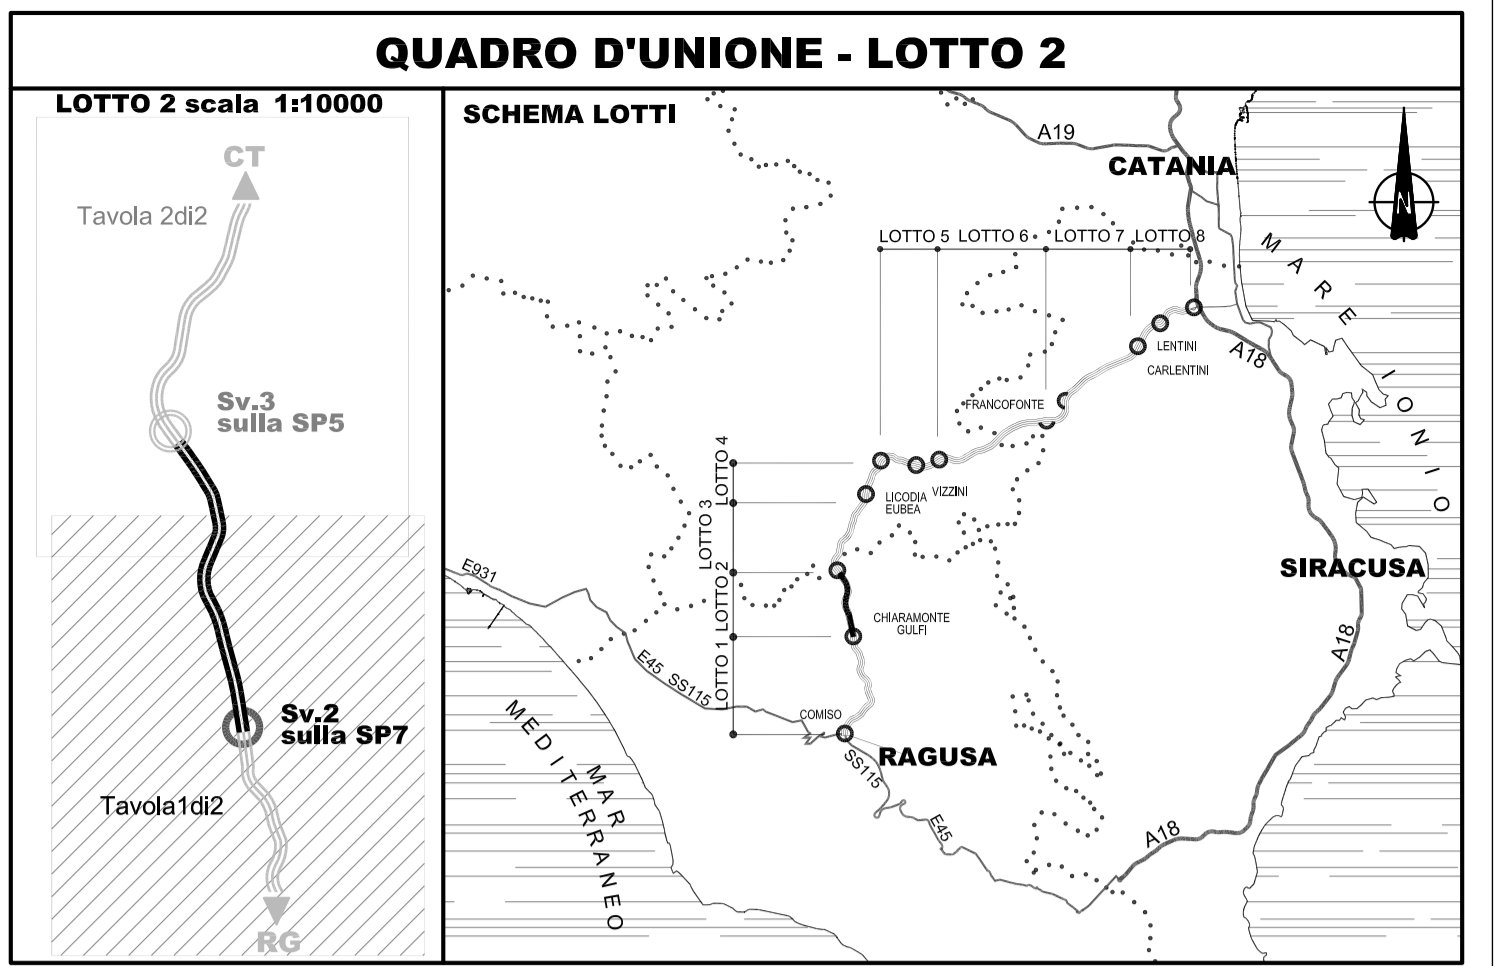 QUADRO D'UNIONE - LOTTO 2
LOTTO 2 scala 1:10000
CT
Tavola 2di2
Sv.3
sulla SP5
Sv.2
sulla SP7
Tavola1di2
RG
SCHEMA LOTTI
A19
CATANIA
N
LOTTO 5
LOTTO 6
LOTTO 7
LOTTO 8
MARE IONIO
LENTINI
CARLENTINI
A18
FRANCOFONTE
LOTTO 4
LOTTO 3
LOTTO 2
LOTTO 1
LICODIA
EUBEA
VIZZINI
SIRACUSA
E931
CHIARAMONTE
GULFI
A18
E45
SS115
COMISO
RAGUSA
SS115
MAR
MEDITERRANEO
E45
A18